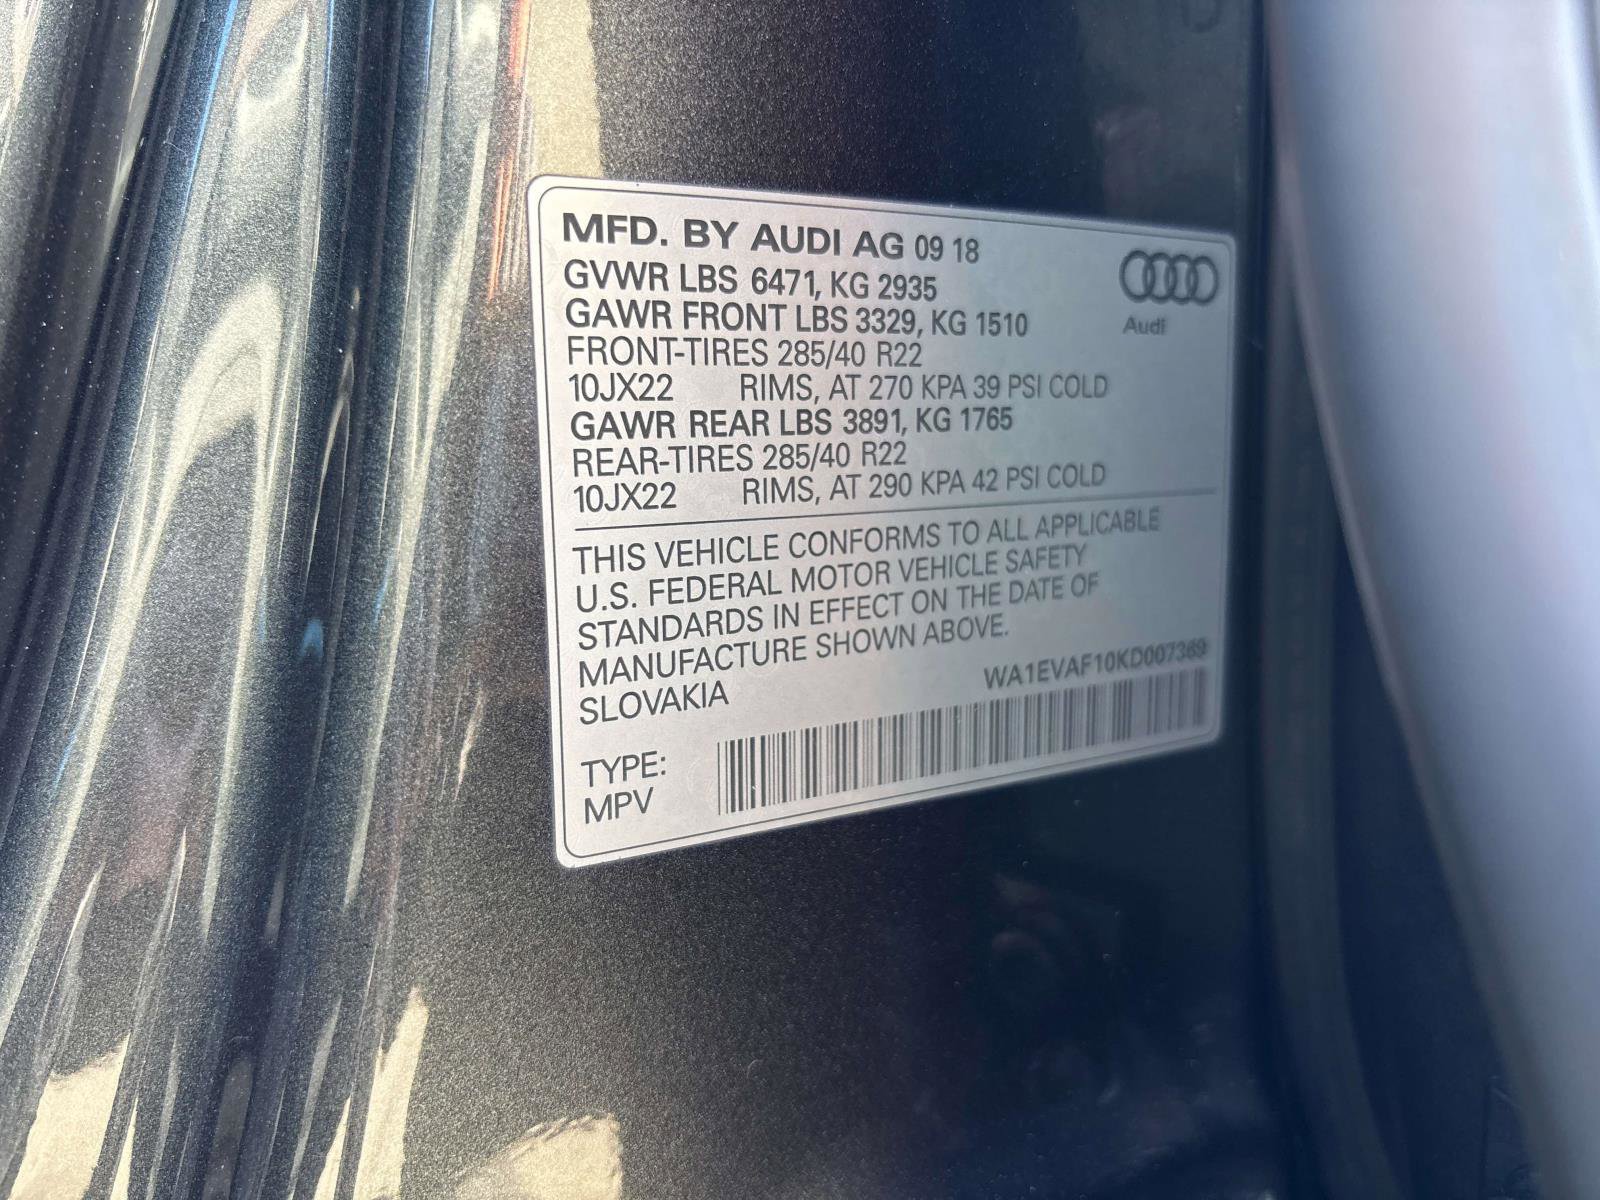 MFD. BY AUDI AG 09 18
GVWR LBS 6471, KG 2935
GAWR FRONT LBS 3329, KG 1510
Audi
FRONT-TIRES 285/40 R22
10JX22 RIMS, AT 270 KPA 39 PSI COLD
GAWR REAR LBS 3891, KG 1765
REAR-TIRES 285/40 R22
10JX22 RIMS, AT 290 KPA 42 PSI COLD
THIS VEHICLE CONFORMS TO ALL APPLICABLE
U.S. FEDERAL MOTOR VEHICLE SAFETY
STANDARDS IN EFFECT ON THE DATE OF
MANUFACTURE SHOWN ABOVE.
SLOVAKIA
WA1EVAF10KD007369
TYPE:
MPV